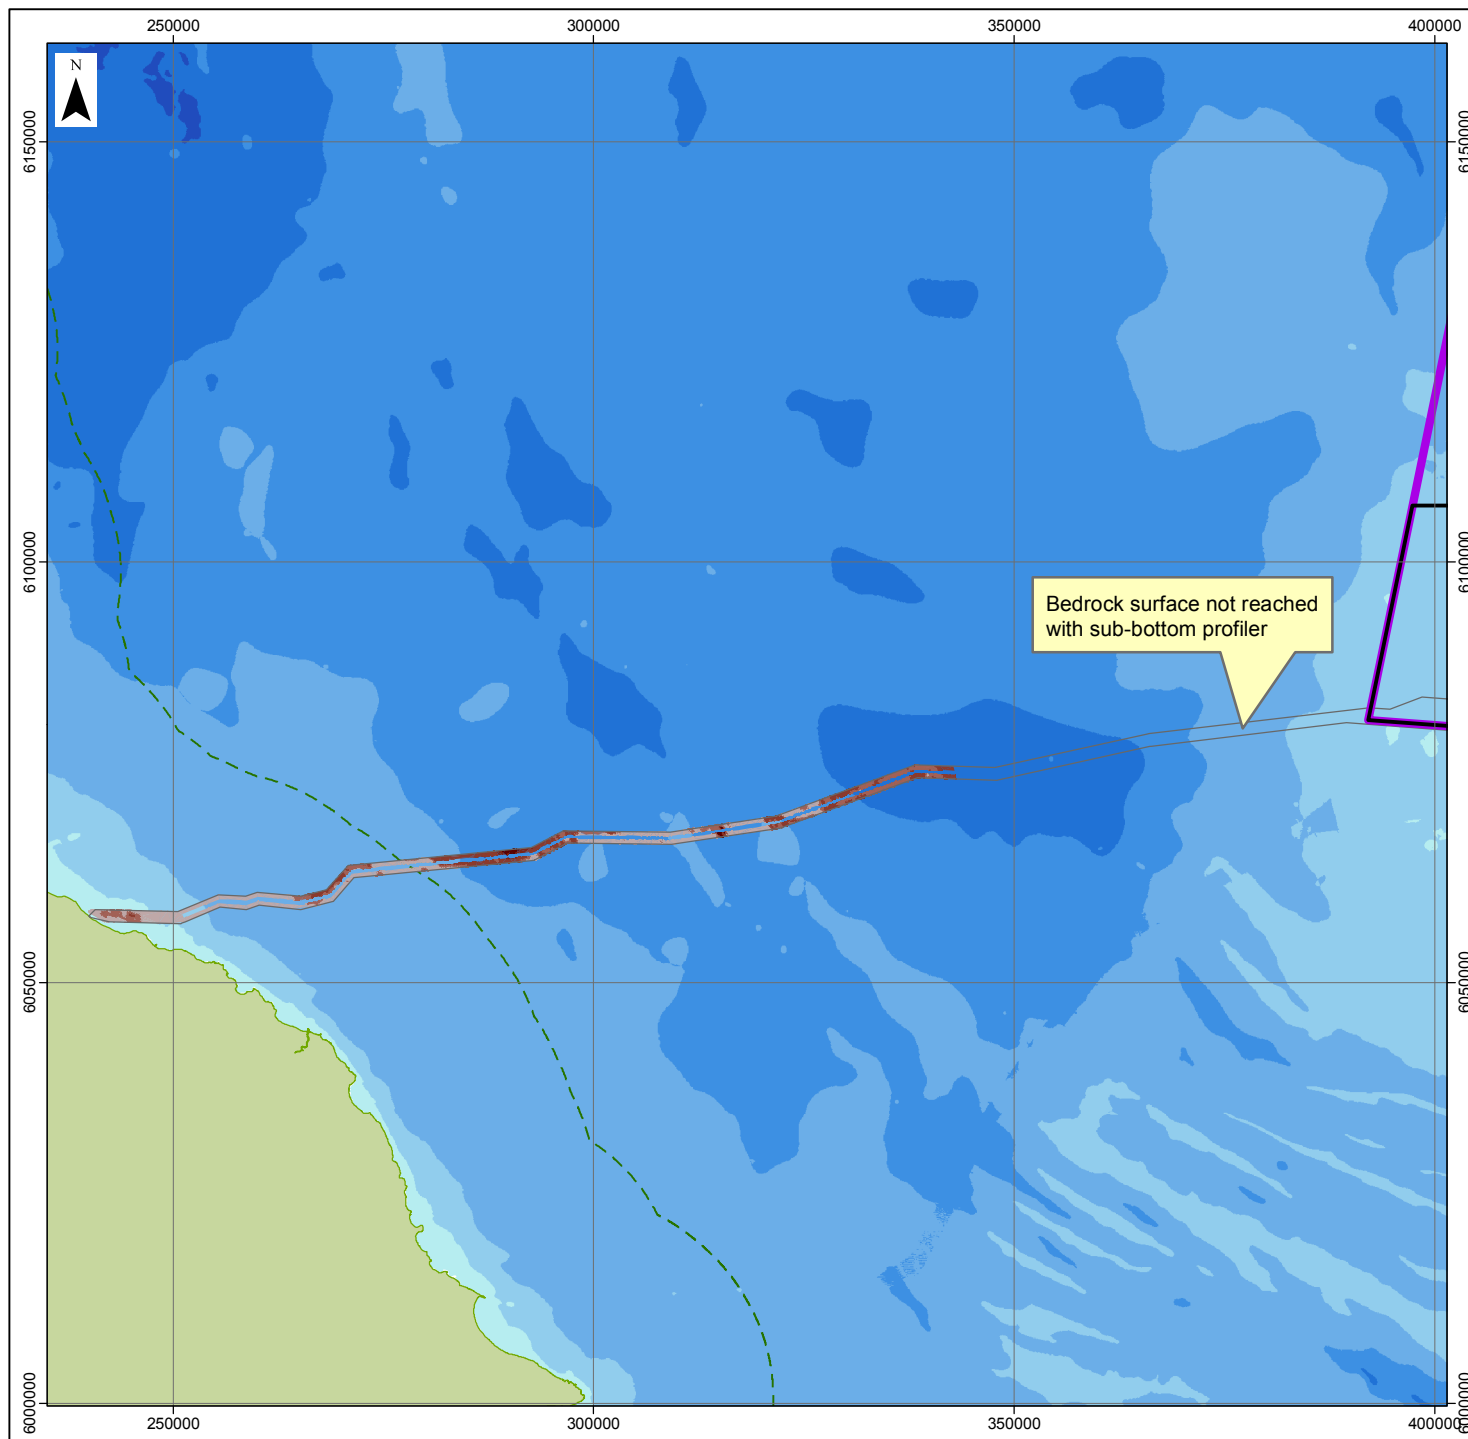 250000 300000 350000 400000
N
6150000 6150000
6100000 6100000
Bedrock surface not reached
with sub-bottom profiler
6050000 6050000
6000000 6000000
250000 300000 350000 400000